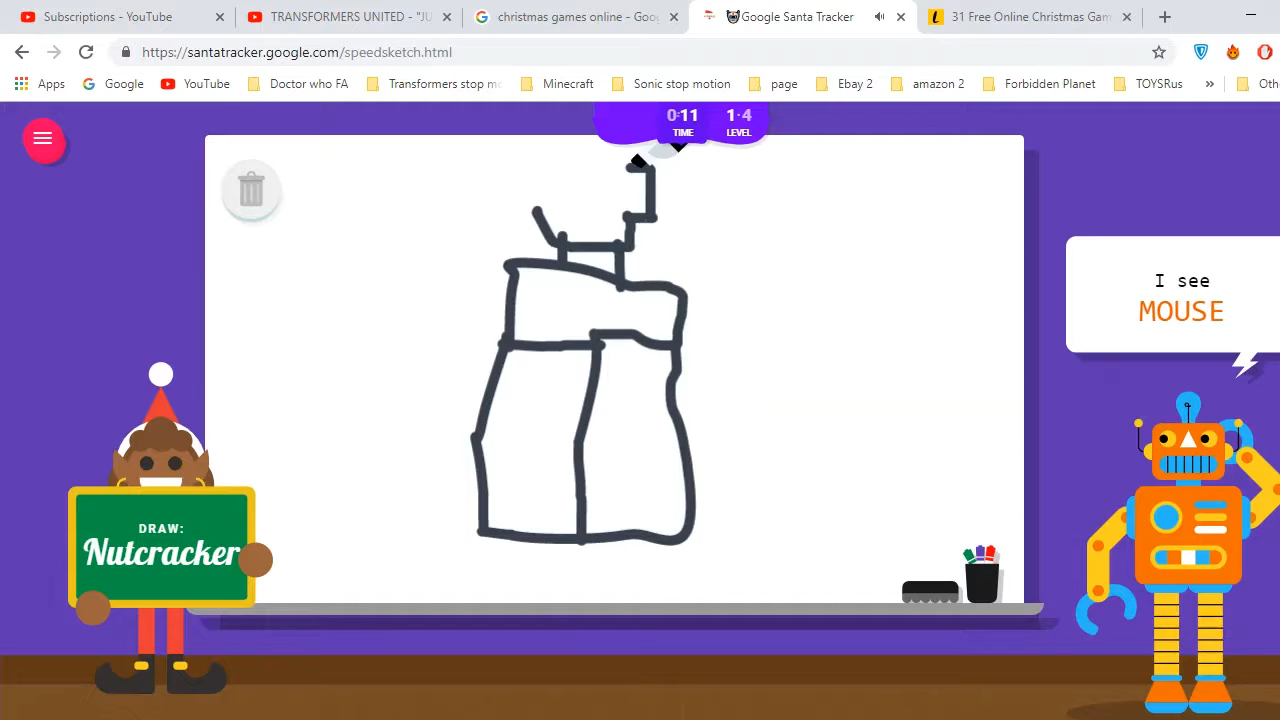 Subscriptions - YouTube
TRANSFORMERS UNITED - "JU
christmas games online - Goo
Google Santa Tracker
Free Online Christmas Gam
https://santatracker.google.com/speedsketch.html
Apps
Google
YouTube
Doctor who FA
Transformers stop mo
Minecraft
Sonic stop motion
page
Ebay 2
amazon 2
Forbidden Planet
TOYSRus
»
Oth
0:11
TIME
1·4
LEVEL
I see
MOUSE
DRAW:
Nutcracker